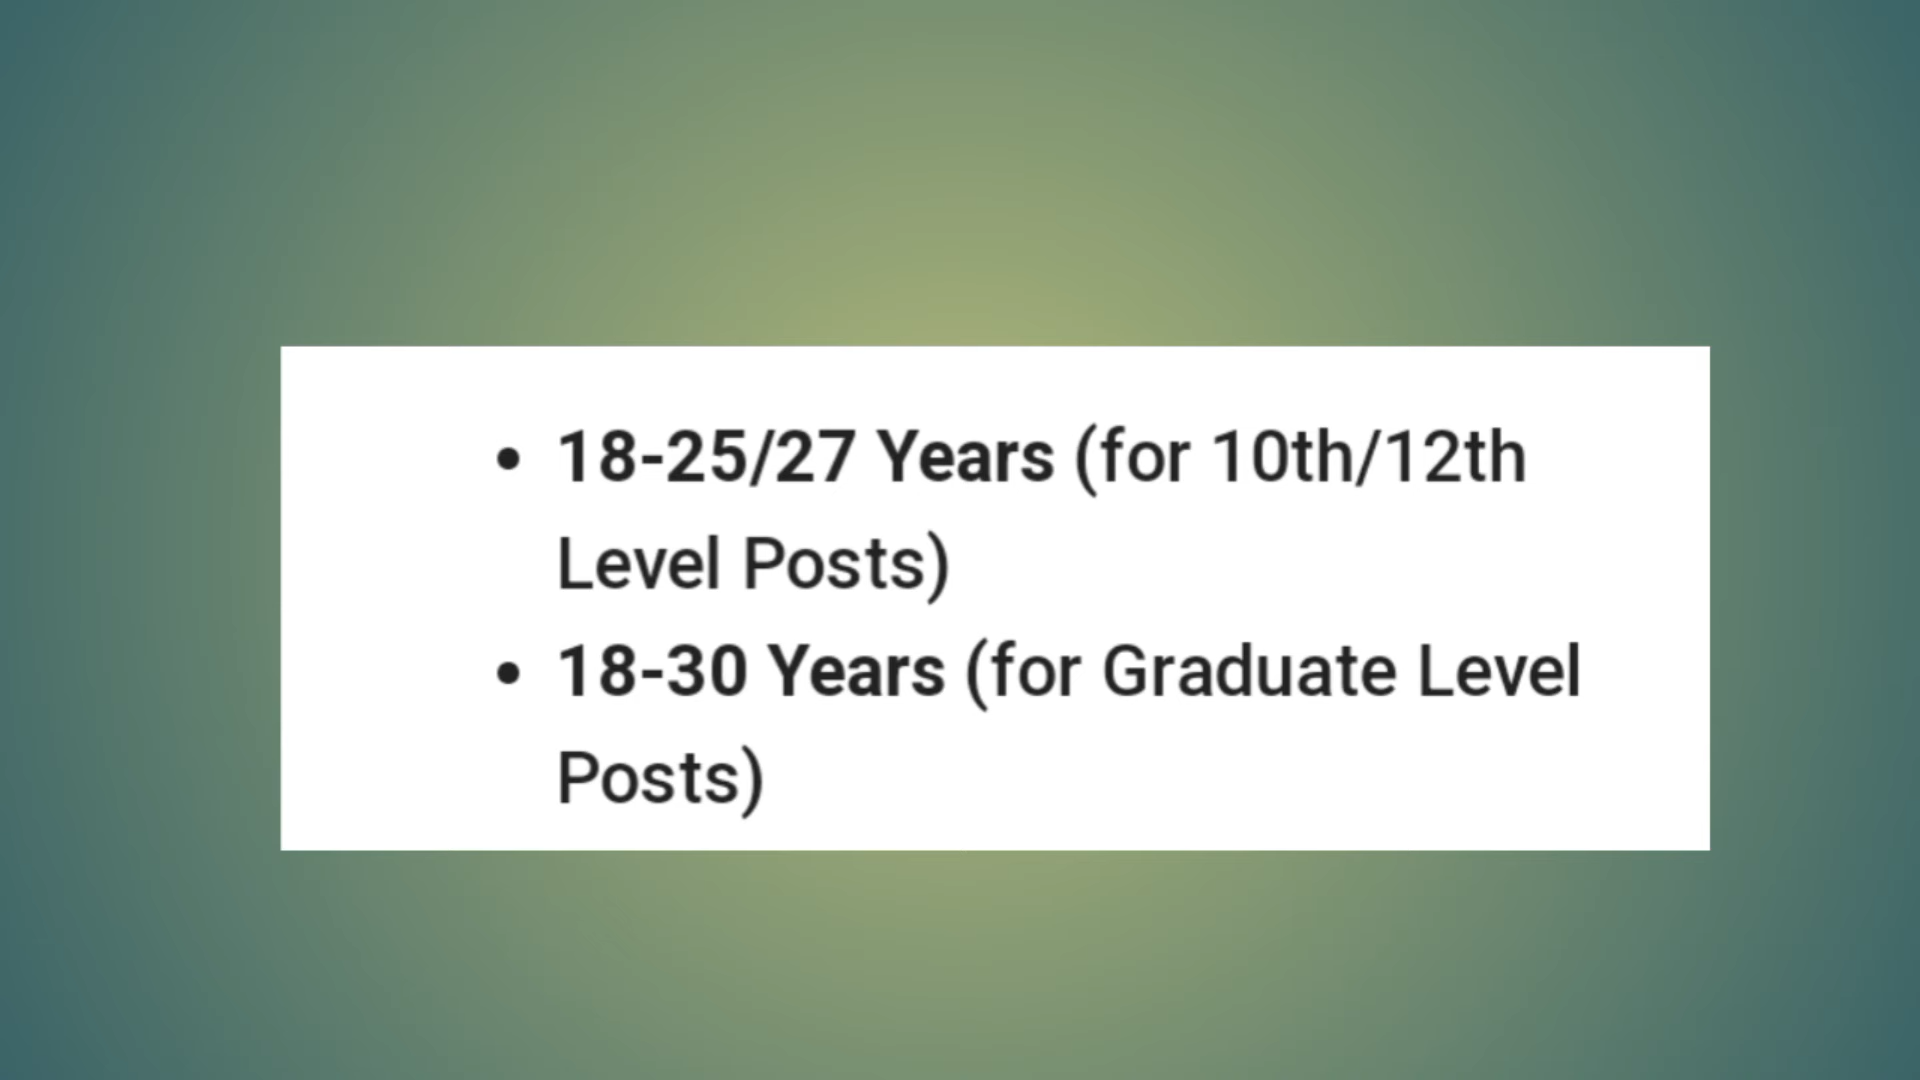 • 18-25/27 Years (for 10th/12th
Level Posts)
• 18-30 Years (for Graduate Level
Posts)